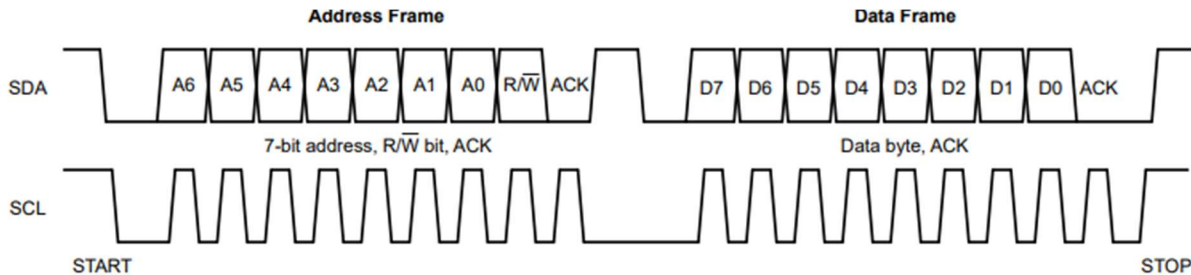 Address Frame Data Frame
SDA A6 A5 A4 A3 A2 A1 A0 R/W̅ ACK D7 D6 D5 D4 D3 D2 D1 D0 ACK
7-bit address, R/W̅ bit, ACK Data byte, ACK
SCL
START STOP